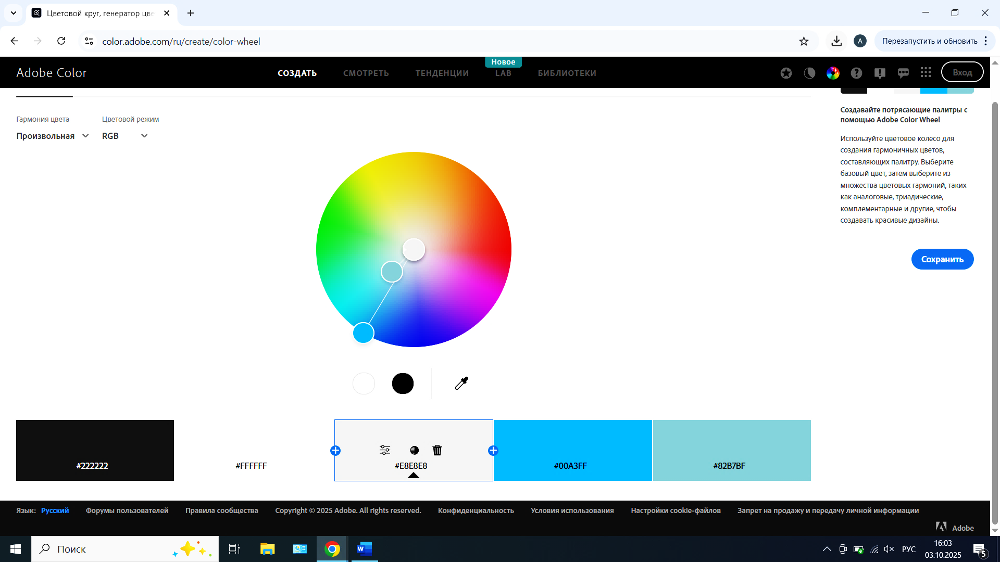 Цветовой круг, генератор цве
color.adobe.com/ru/create/color-wheel
A
Перезапустить и обновить
Adobe Color
СОЗДАТЬ
СМОТРЕТЬ
ТЕНДЕНЦИИ
Новое
LAB
БИБЛИОТЕКИ
Вход
Гармония цвета
Цветовой режим
Произвольная
RGB
Создавайте потрясающие палитры с
помощью Adobe Color Wheel
Используйте цветовое колесо для
создания гармоничных цветов,
составляющих палитру. Выберите
базовый цвет, затем выберите из
множества цветовых гармоний, таких
как аналоговые, триадические,
комплементарные и другие, чтобы
создавать красивые дизайны.
Сохранить
#222222
#FFFFFF
#E8E8E8
#00A3FF
#82B7BF
Язык: Русский
Форумы пользователей
Правила сообщества
Copyright © 2025 Adobe. All rights reserved.
Конфиденциальность
Условия использования
Настройки cookie-файлов
Запрет на продажу и передачу личной информации
Adobe
Поиск
W
РУС
16:03
03.10.2025
5